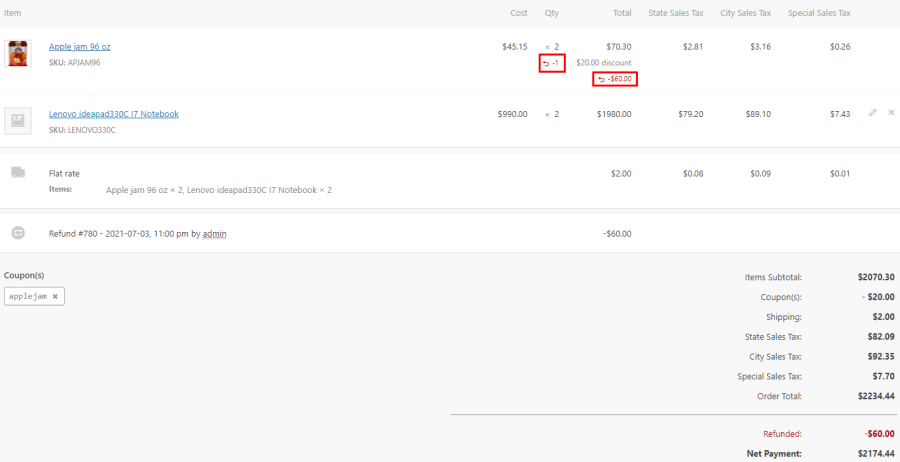 Item Cost Qty Total State Sales Tax City Sales Tax Special Sales Tax
Apple jam 96 oz $45.15 × 2 $70.30 $2.81 $3.16 $0.26
SKU: APJAM96 -1 $20.00 discount
-$60.00
Lenovo ideapad330C I7 Notebook $990.00 × 2 $1980.00 $79.20 $89.10 $7.43
SKU: LENOVO330C
Flat rate $2.00 $0.08 $0.09 $0.01
Items: Apple jam 96 oz × 2, Lenovo ideapad330C I7 Notebook × 2
Refund #780 - 2021-07-03, 11:00 pm by admin -$60.00
Coupon(s)
applejam ×
Items Subtotal: $2070.30
Coupon(s): - $20.00
Shipping: $2.00
State Sales Tax: $82.09
City Sales Tax: $92.35
Special Sales Tax: $7.70
Order Total: $2234.44
Refunded: -$60.00
Net Payment: $2174.44